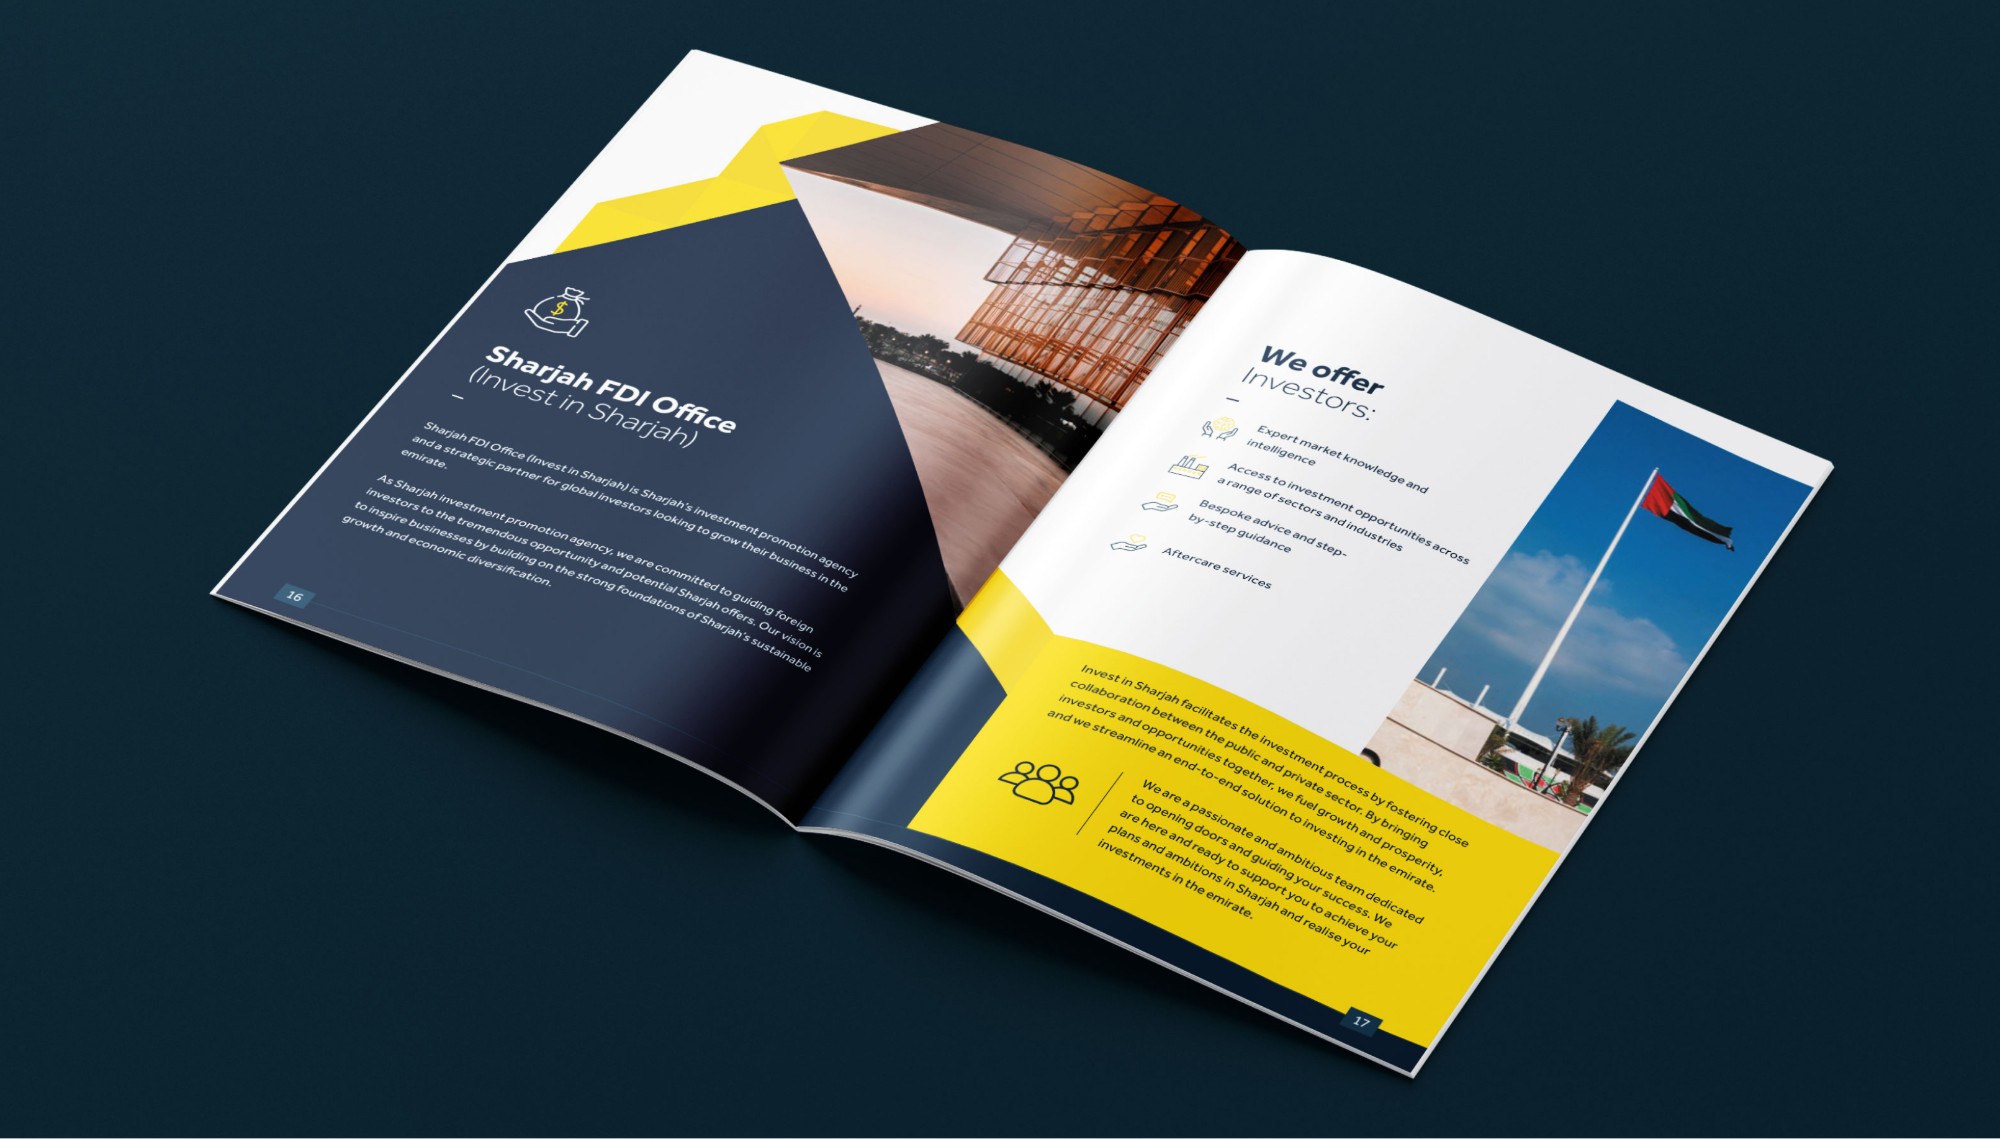 Sharjah FDI Office
(Invest in Sharjah)
Sharjah FDI Office (Invest in Sharjah) is Sharjah's investment promotion agency
and a strategic partner for global investors looking to grow their business in the
emirate.
As Sharjah investment promotion agency, we are committed to guiding foreign
investors to the tremendous opportunity and potential Sharjah offers. Our vision is
to inspire businesses by building on the strong foundations of Sharjah's sustainable
growth and economic diversification.
16
We offer
Investors:
Expert market knowledge and
intelligence
Access to investment opportunities across
a range of sectors and industries
Bespoke advice and step-
by-step guidance
Aftercare services
Invest in Sharjah facilitates the investment process by fostering close
collaboration between the public and private sector. By bringing
investors and opportunities together, we fuel growth and prosperity,
and we streamline an end-to-end solution to investing in the emirate.
We are a passionate and ambitious team dedicated
to opening doors and guiding your success. We
are here and ready to support you to achieve your
plans and ambitions in Sharjah and realise your
investments in the emirate.
17